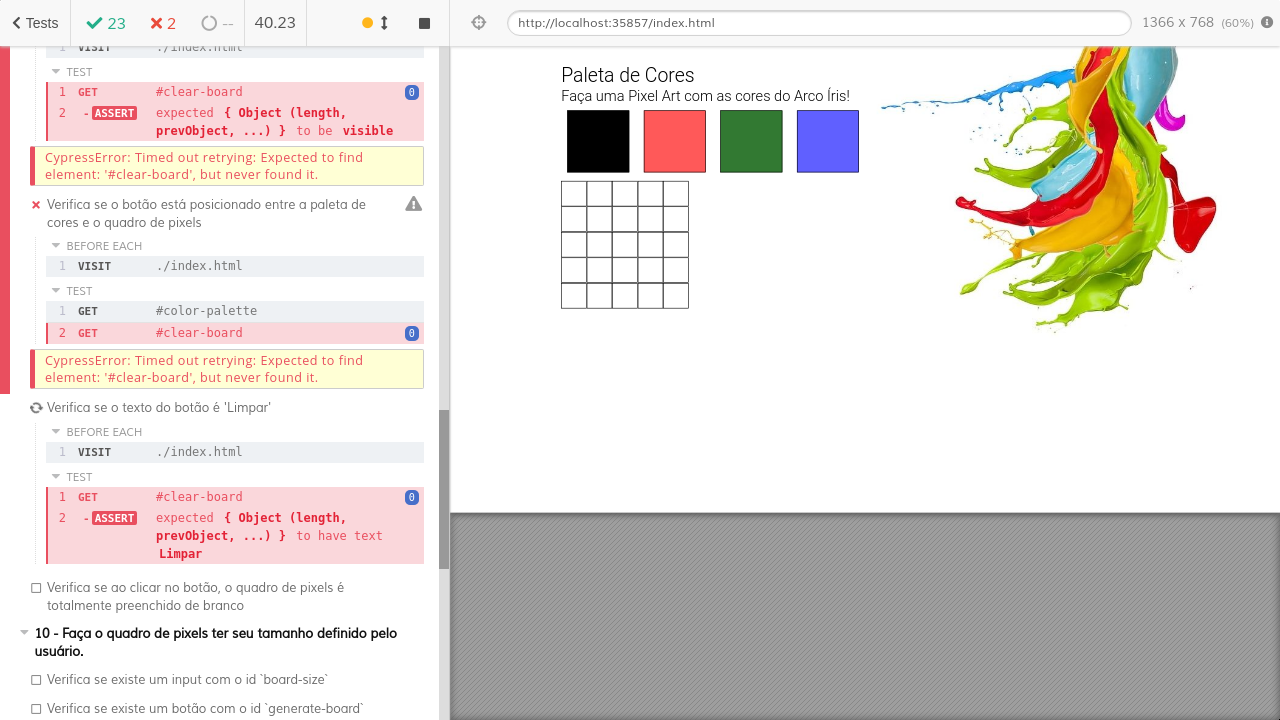 Tests 23 2 -- 40.23
http://localhost:35857/index.html 1366 x 768 (60%)
1 VISIT ./index.html
TEST
1 GET #clear-board 0
2 -ASSERT expected { Object (length,
prevObject, ...) } to be visible
CypressError: Timed out retrying: Expected to find
element: '#clear-board', but never found it.
Verifica se o botão está posicionado entre a paleta de
cores e o quadro de pixels
BEFORE EACH
1 VISIT ./index.html
TEST
1 GET #color-palette
2 GET #clear-board 0
CypressError: Timed out retrying: Expected to find
element: '#clear-board', but never found it.
Verifica se o texto do botão é 'Limpar'
BEFORE EACH
1 VISIT ./index.html
TEST
1 GET #clear-board 0
2 -ASSERT expected { Object (length,
prevObject, ...) } to have text
Limpar
Verifica se ao clicar no botão, o quadro de pixels é
totalmente preenchido de branco
10 - Faça o quadro de pixels ter seu tamanho definido pelo
usuário.
Verifica se existe um input com o id `board-size`
Verifica se existe um botão com o id `generate-board`
Paleta de Cores
Faça uma Pixel Art com as cores do Arco Íris!